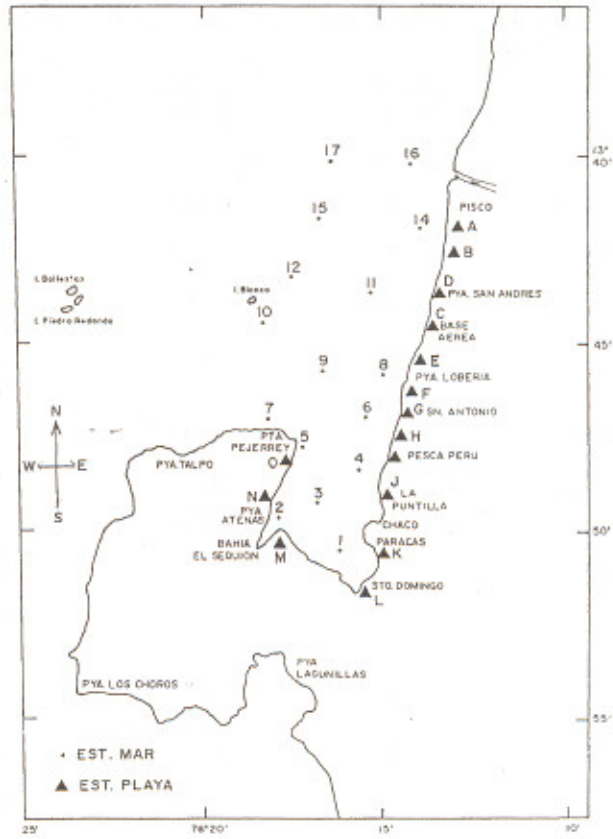 13°
40'
17
16
PISCO
15
14
A
B
12
I. Ballestas
I. Blanca
11
D
PYA. SAN ANDRES
I. Piedra Redonda
10
C
BASE
AEREA
45'
9
8
E
PYA LOBERIA
F
7
6
G
SN. ANTONIO
N
W
E
S
PTA
PEJERREY
5
H
PYA. TALPO
O
4
PESCA PERU
N
3
J
LA
PUNTILLA
PYA
ATENAS
2
CHACO
50'
BAHIA
EL SEQUION
M
1
PARACAS
K
STO. DOMINGO
L
PYA
LAGUNILLAS
PYA LOS CHOROS
55'
EST. MAR
EST. PLAYA
25'
76°20'
15'
10'